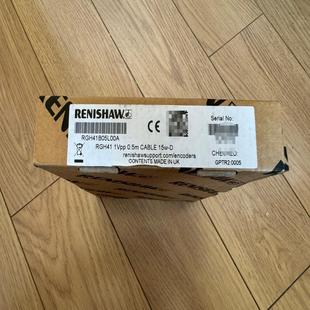 RENISHAW
Serial No:
RGH41B05L00A
CE
CHECKED:
RGH41 1Vpp 0.5m CABLE 15w-D
GPTR2 0005
renishawsupport.com/encoders
CONTENTS MADE IN UK